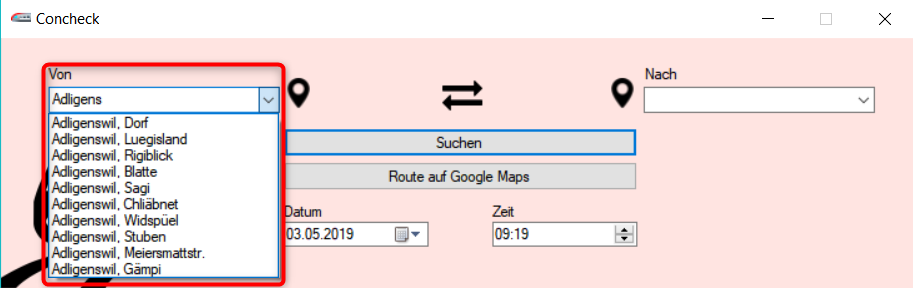 Concheck
Von
Nach
Adligens
Adligenswil, Dorf
Adligenswil, Luegisland
Adligenswil, Rigiblick
Adligenswil, Blatte
Adligenswil, Sagi
Adligenswil, Chliäbnet
Adligenswil, Widspüel
Adligenswil, Stuben
Adligenswil, Meiersmattstr.
Adligenswil, Gämpi
Suchen
Route auf Google Maps
Datum
Zeit
03.05.2019
09:19